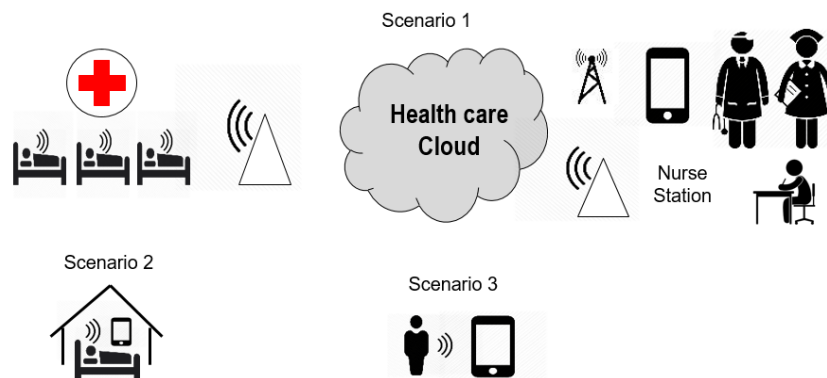 Scenario 1
Health care
Cloud
Nurse
Station
Scenario 2
Scenario 3